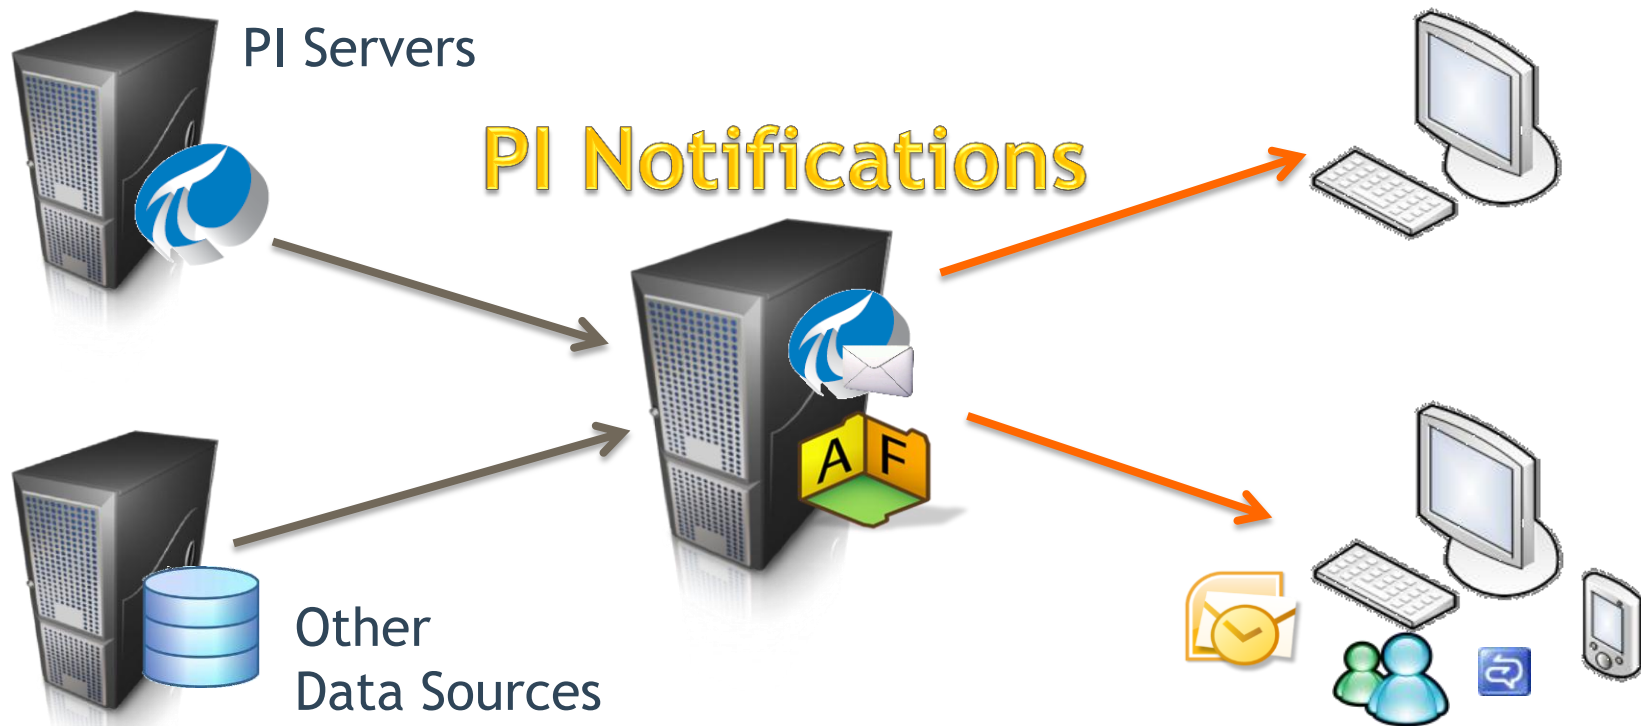 PI Servers
PI Notifications
A F
Other
Data Sources